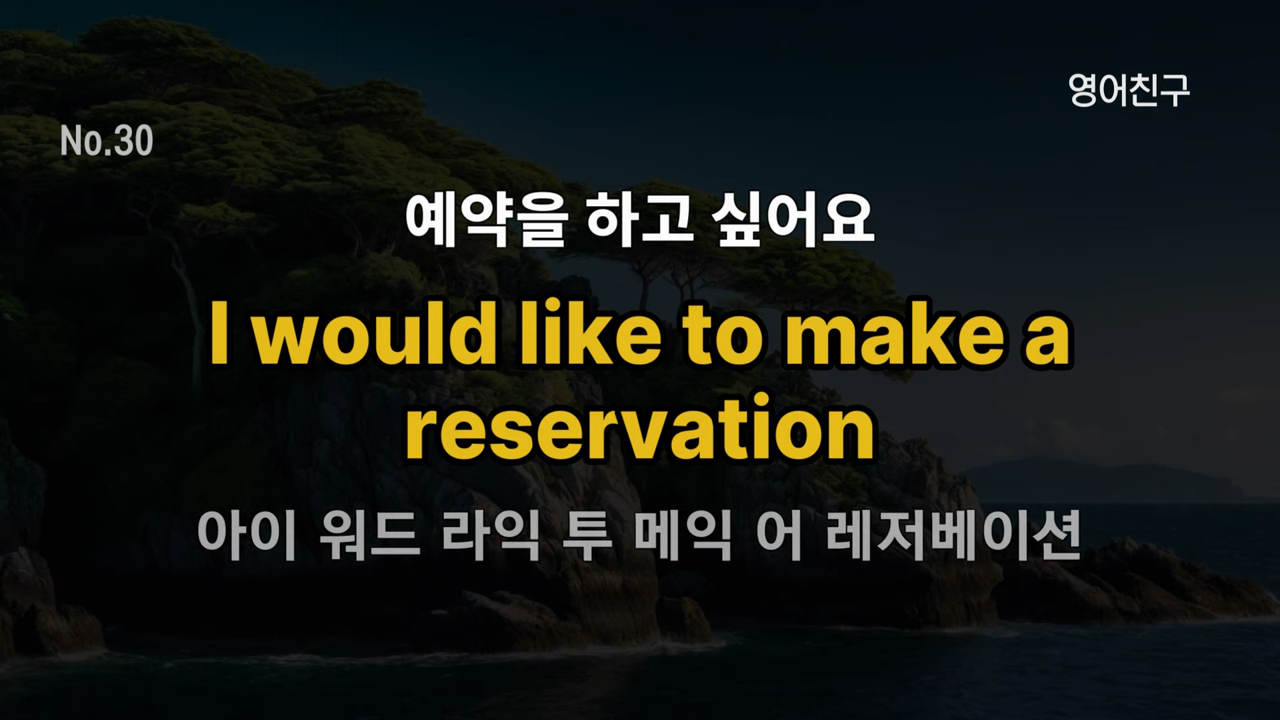 영어친구
No.30
예약을 하고 싶어요
I would like to make a
reservation
아이 워드 라익 투 메익 어 레저베이션